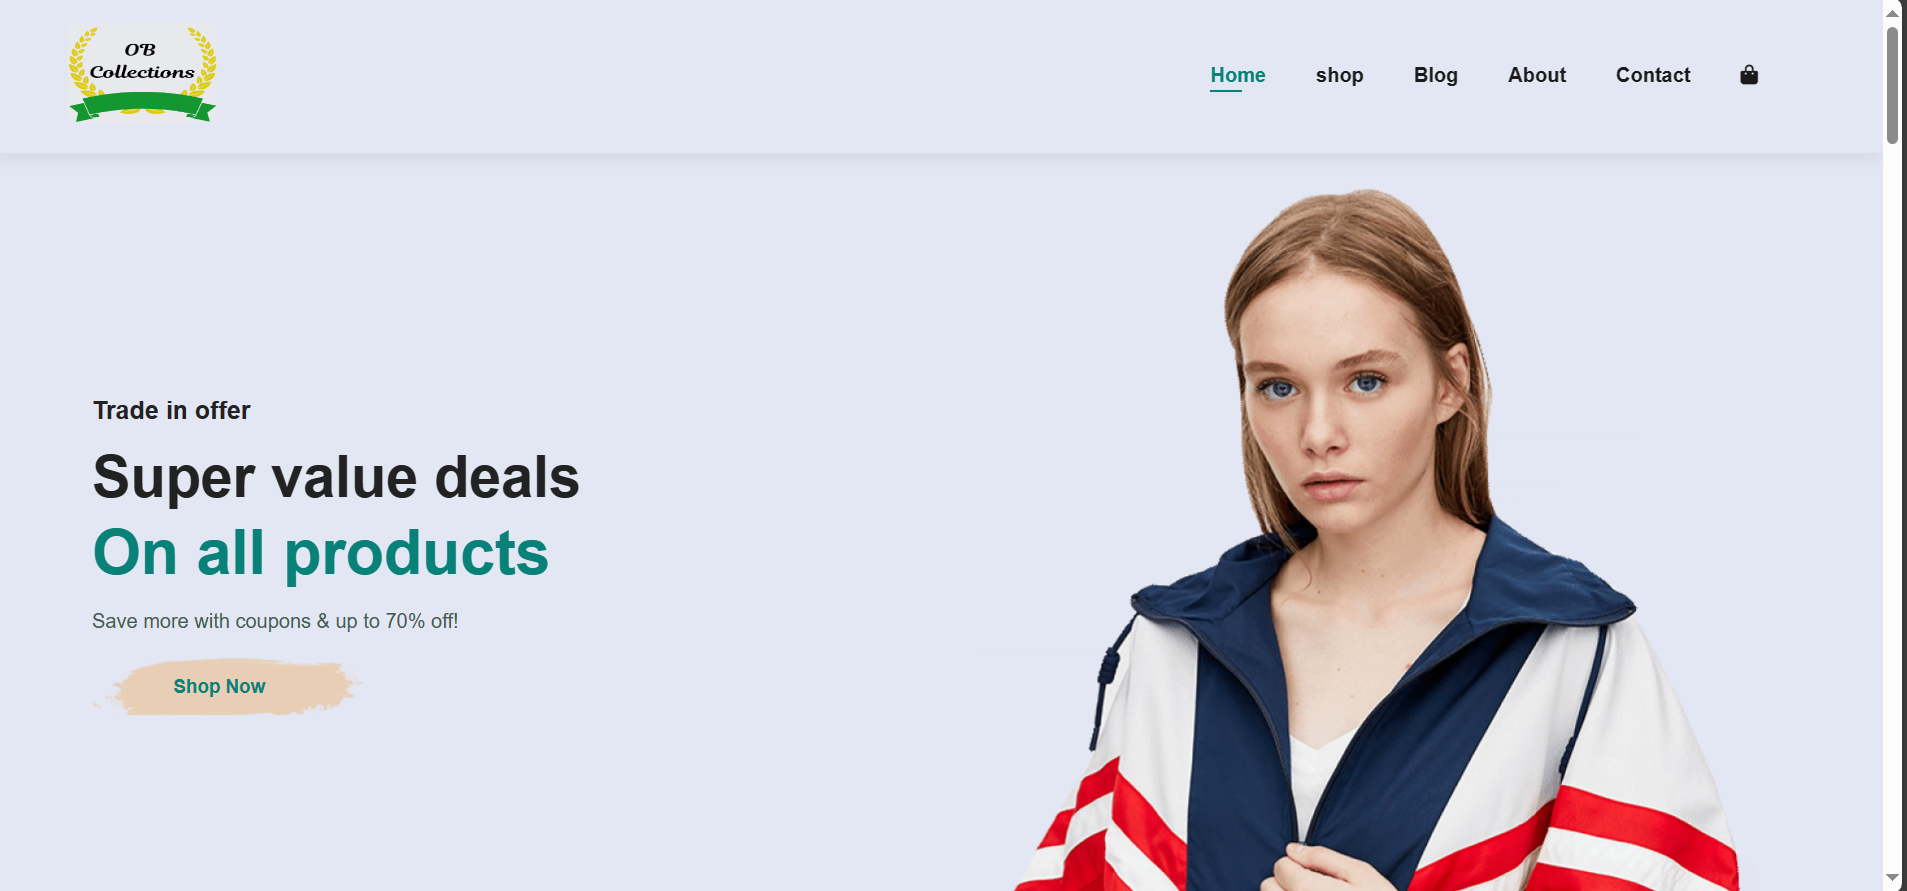 OB
Collections
Home shop Blog About Contact
Trade in offer
Super value deals
On all products
Save more with coupons & up to 70% off!
Shop Now